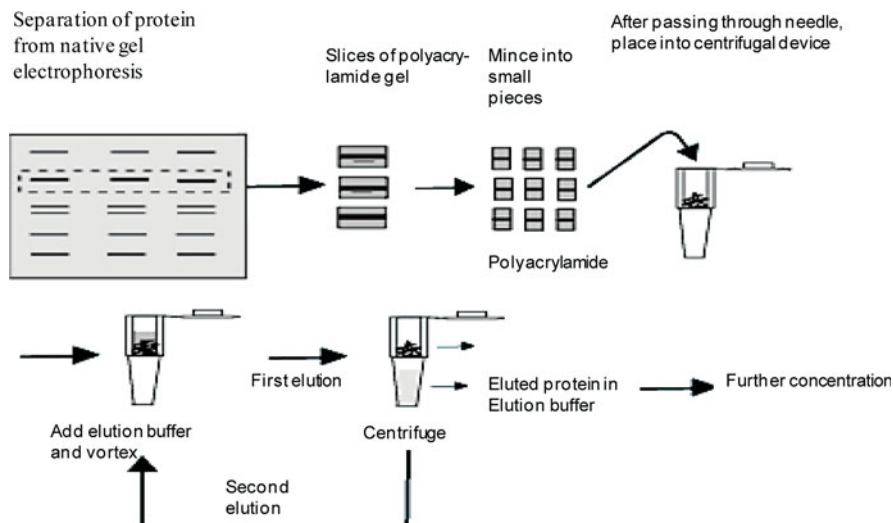 Separation of protein
from native gel
electrophoresis
Slices of polyacry-
lamide gel
Mince into
small
pieces
After passing through needle,
place into centrifugal device
Polyacrylamide
Add elution buffer
and vortex
First elution
Centrifuge
Eluted protein in
Elution buffer
Further concentration
Second
elution